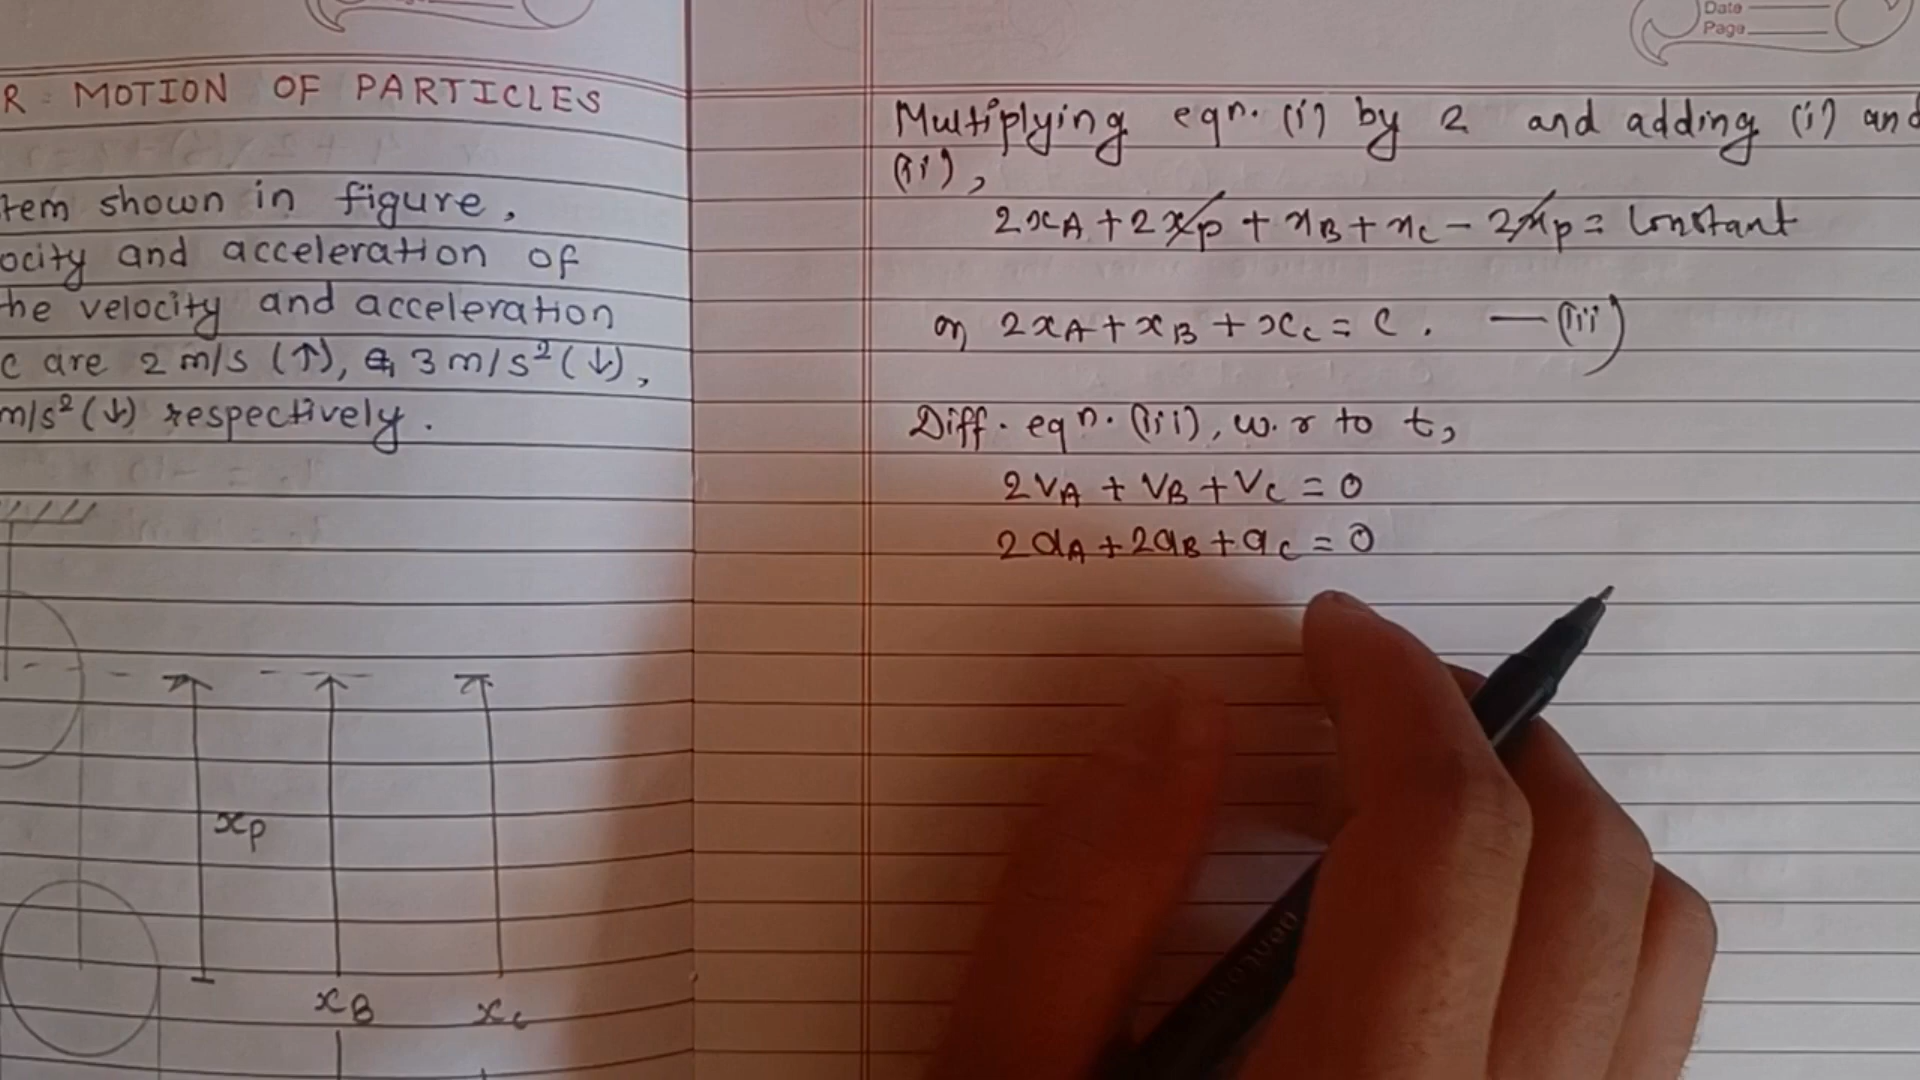 R MOTION OF PARTICLES
tem shown in figure,
ocity and acceleration of
he velocity and acceleration
c are 2 m/s (↑), 3 m/s² (↓),
m/s² (↓) respectively.
xp
xB
xc
Date
Page
Multiplying eqn. (i) by 2 and adding (i) and
(ii),
2xA + 2xp + xB + xc - 2xp = Constant
or 2xA + xB + xc = C. — (iii)
Diff. eqn. (iii), w. r to t,
2VA + VB + Vc = 0
2aA + 2aB + ac = 0